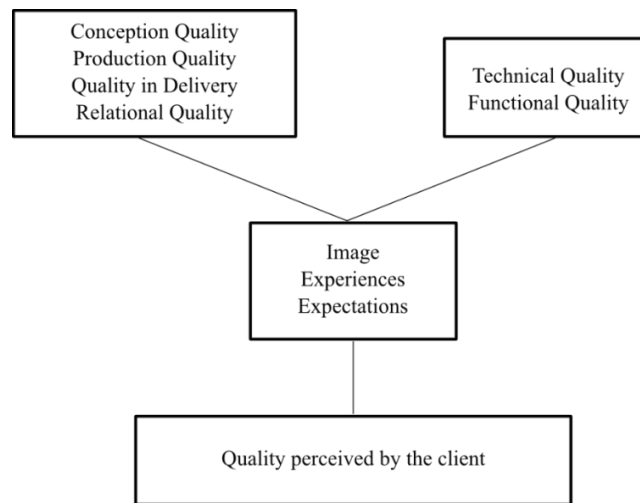 Conception Quality
Production Quality
Quality in Delivery
Relational Quality
Technical Quality
Functional Quality
Image
Experiences
Expectations
Quality perceived by the client